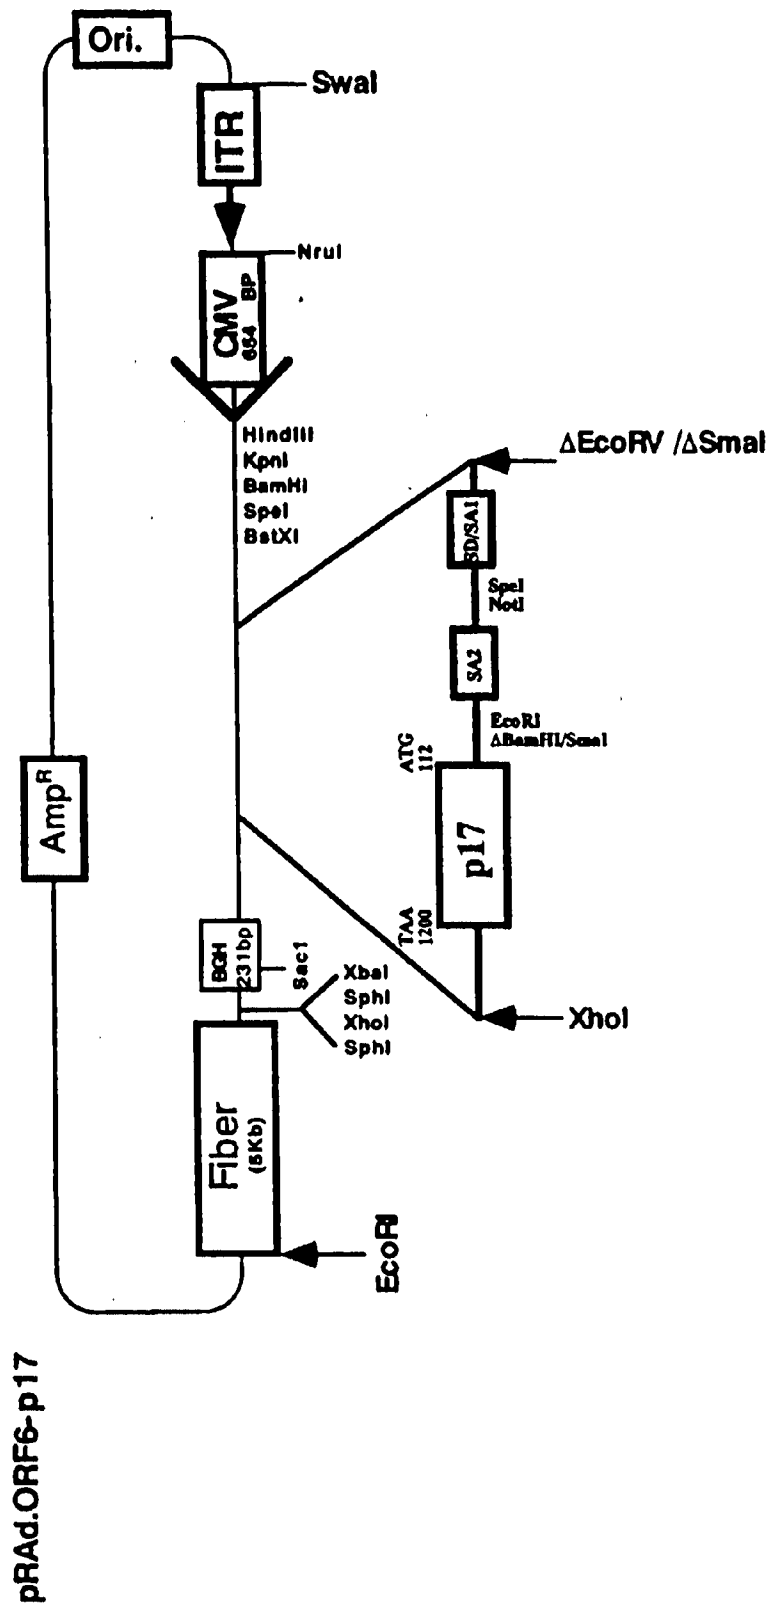 Ori.
SwaI
ITR
NruI
CMV
654 BP
HindIII
KpnI
BamHI
SpeI
BstXI
ΔEcoRV /ΔSmaI
SD/SA1
SpeI
NotI
SA2
EcoRI
ΔBamHI/SmaI
ATG
112
Amp^R
p17
TAA
1200
BGH
231bp
Sac1
XbaI
SphI
XhoI
SphI
XhoI
Fiber
(5Kb)
EcoRI
pRAd.ORF6-p17